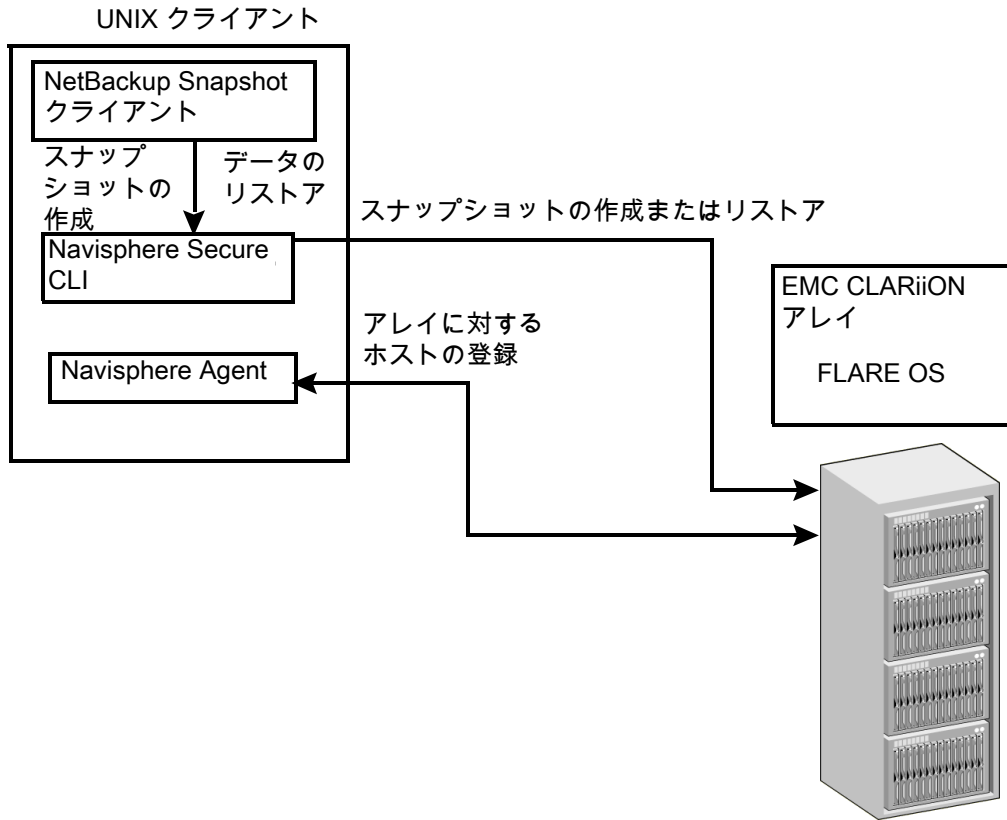 UNIX クライアント
NetBackup Snapshot
クライアント
スナップ
ショットの
作成
データの
リストア
スナップショットの作成またはリストア
Navisphere Secure
CLI
EMC CLARiiON
アレイ
FLARE OS
アレイに対する
ホストの登録
Navisphere Agent